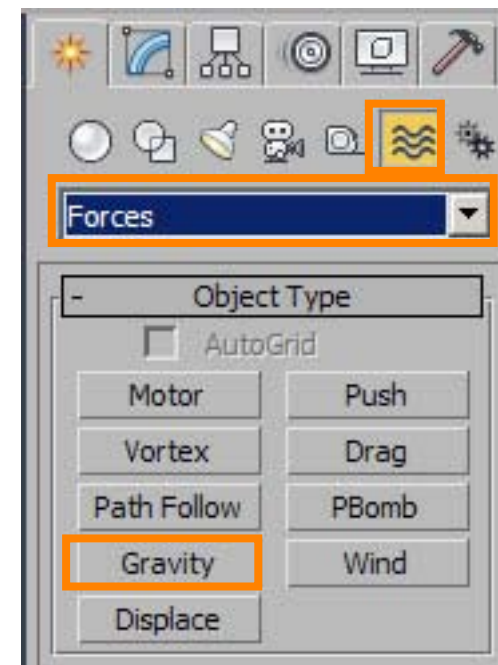 Forces
- Object Type
AutoGrid
Motor Push
Vortex Drag
Path Follow PBomb
Gravity Wind
Displace